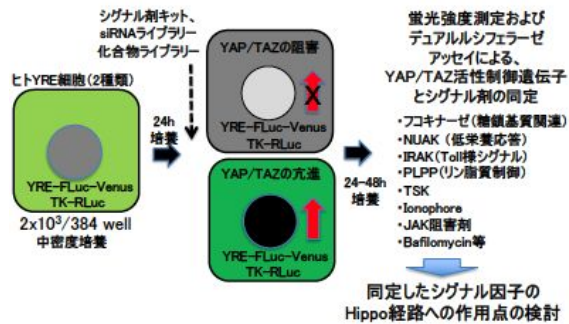 シグナル剤キット、
siRNAライブラリー
化合物ライブラリー
ヒトYRE細胞(2種類)
YRE-FLuc-Venus
TK-RLuc
2x10³/384 well
中密度培養
24h
培養
YAP/TAZの阻害
X
YRE-FLuc-Venus
TK-RLuc
YAP/TAZの亢進
YRE-FLuc-Venus
TK-RLuc
24-48h
培養
蛍光強度測定および
デュアルルシフェラーゼ
アッセイによる、
YAP/TAZ活性制御遺伝子
とシグナル剤の同定
・フコキナーゼ(糖鎖基質関連)
・NUAK (低栄養応答)
・IRAK(Toll様シグナル)
・PLPP(リン脂質制御)
・TSK
・Ionophore
・JAK阻害剤
・Bafilomycin等
同定したシグナル因子の
Hippo経路への作用点の検討